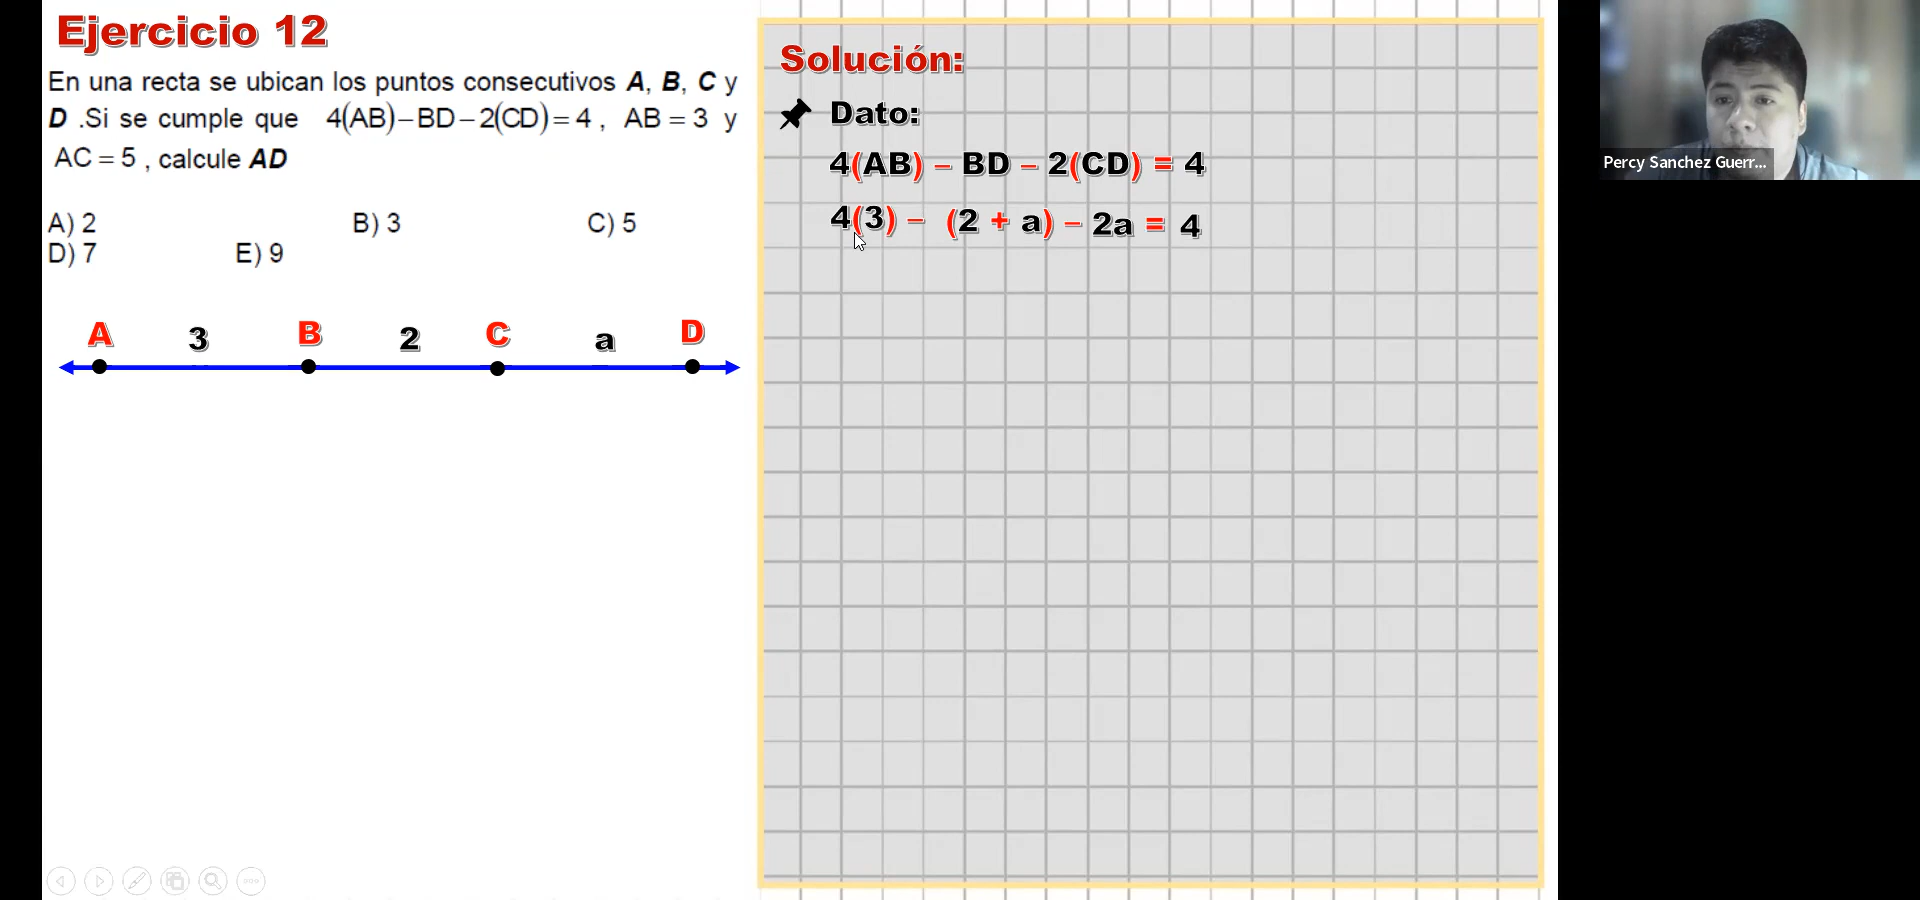 Ejercicio 12
En una recta se ubican los puntos consecutivos A, B, C y
D .Si se cumple que 4(AB)–BD–2(CD)=4 , AB = 3 y
AC = 5 , calcule AD
A) 2 B) 3 C) 5
D) 7 E) 9
A 3 B 2 C a D
Solución:
Dato:
4(AB) – BD – 2(CD) = 4
4(3) – (2 + a) – 2a = 4
Percy Sanchez Guerr...